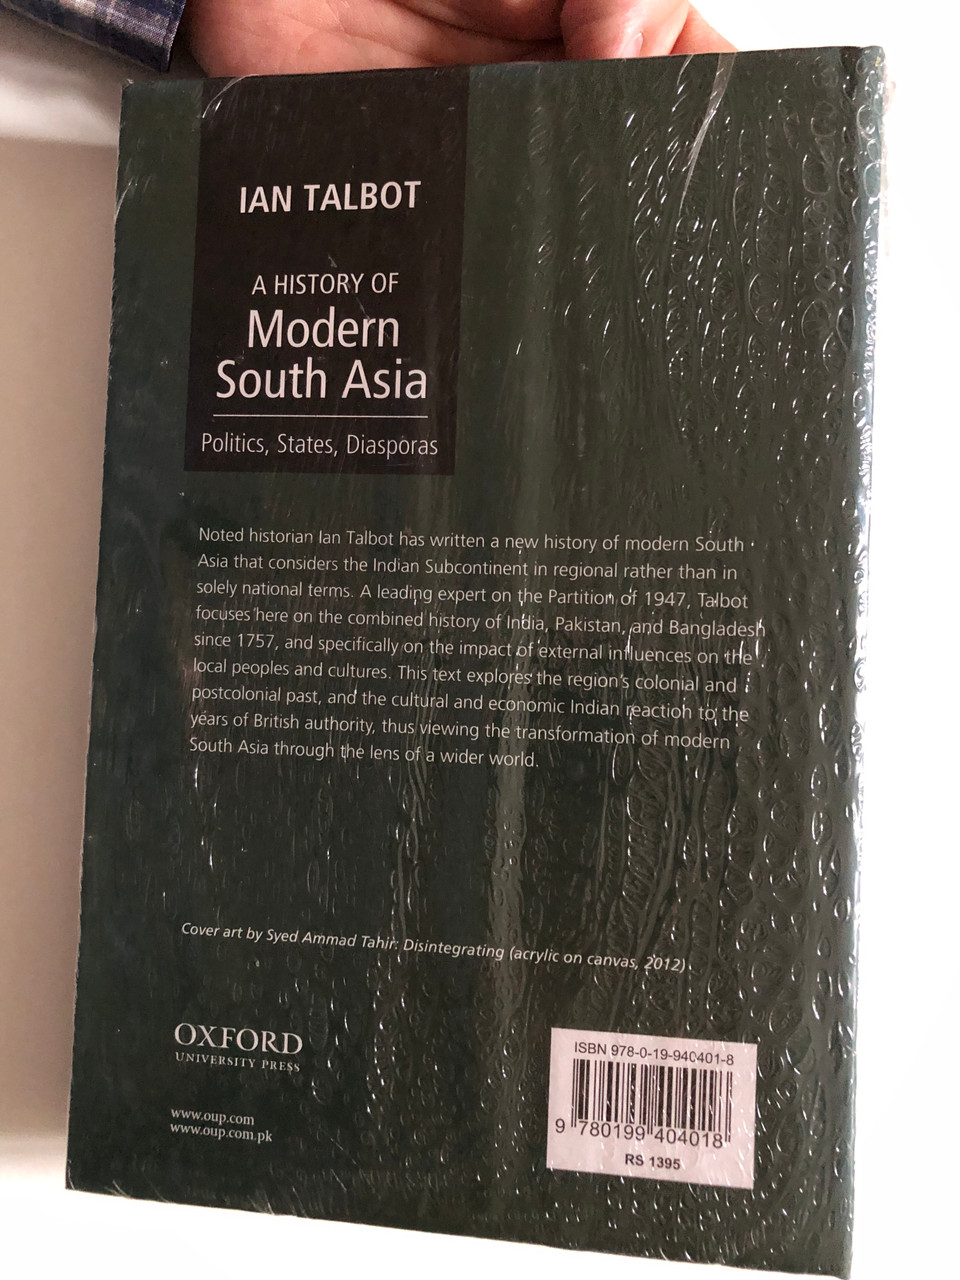 IAN TALBOT
A HISTORY OF
Modern
South Asia
Politics, States, Diasporas
Noted historian Ian Talbot has written a new history of modern South
Asia that considers the Indian Subcontinent in regional rather than in
solely national terms. A leading expert on the Partition of 1947, Talbot
focuses here on the combined history of India, Pakistan, and Bangladesh
since 1757, and specifically on the impact of external influences on the
local peoples and cultures. This text explores the region's colonial and
postcolonial past, and the cultural and economic Indian reaction to the
years of British authority, thus viewing the transformation of modern
South Asia through the lens of a wider world.
Cover art by Syed Ammad Tahir: Disintegrating (acrylic on canvas, 2012)
OXFORD
UNIVERSITY PRESS
www.oup.com
www.oup.com.pk
ISBN 978-0-19-940401-8
9 780199 404018
RS 1395